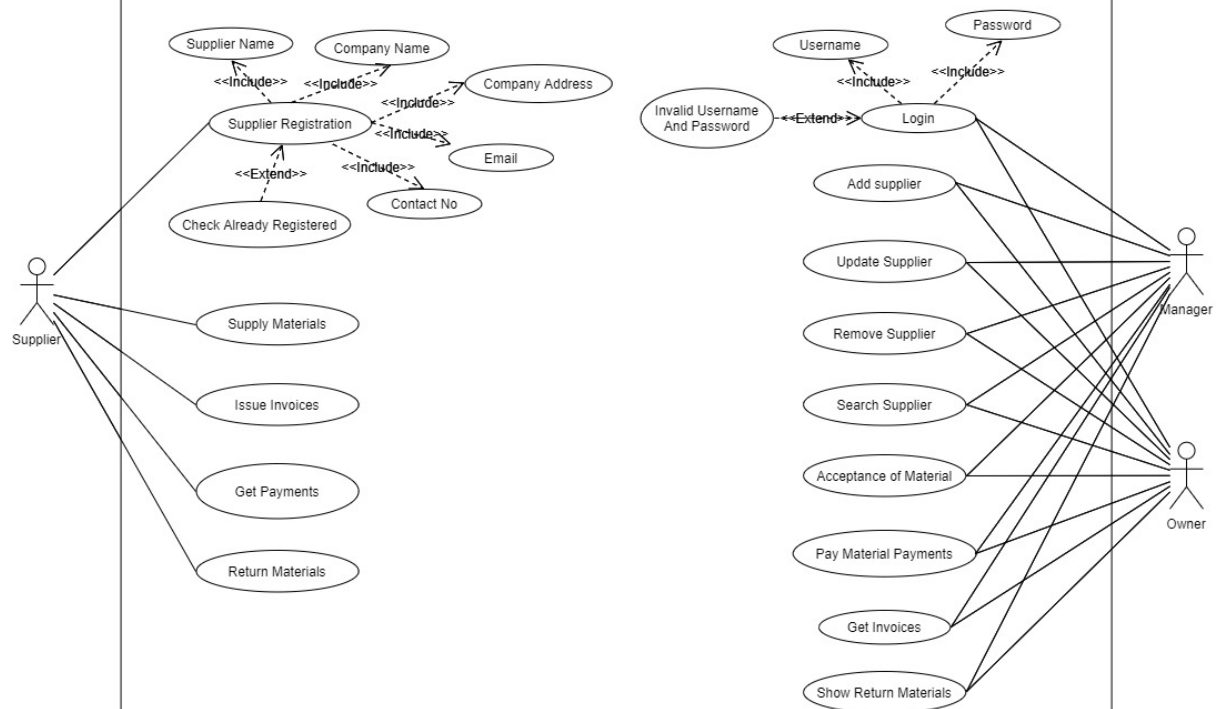 Supplier Name
Company Name
Company Address
<<Include>>
<<Include>>
<<Include>>
Supplier Registration
<<Include>>
Email
<<Include>>
<<Extend>>
Contact No
Check Already Registered
Supplier
Supply Materials
Issue Invoices
Get Payments
Return Materials
Password
Username
<<Include>>
<<Include>>
Invalid Username
And Password
<<Extend>>
Login
Add supplier
Update Supplier
Manager
Remove Supplier
Search Supplier
Acceptance of Material
Owner
Pay Material Payments
Get Invoices
Show Return Materials